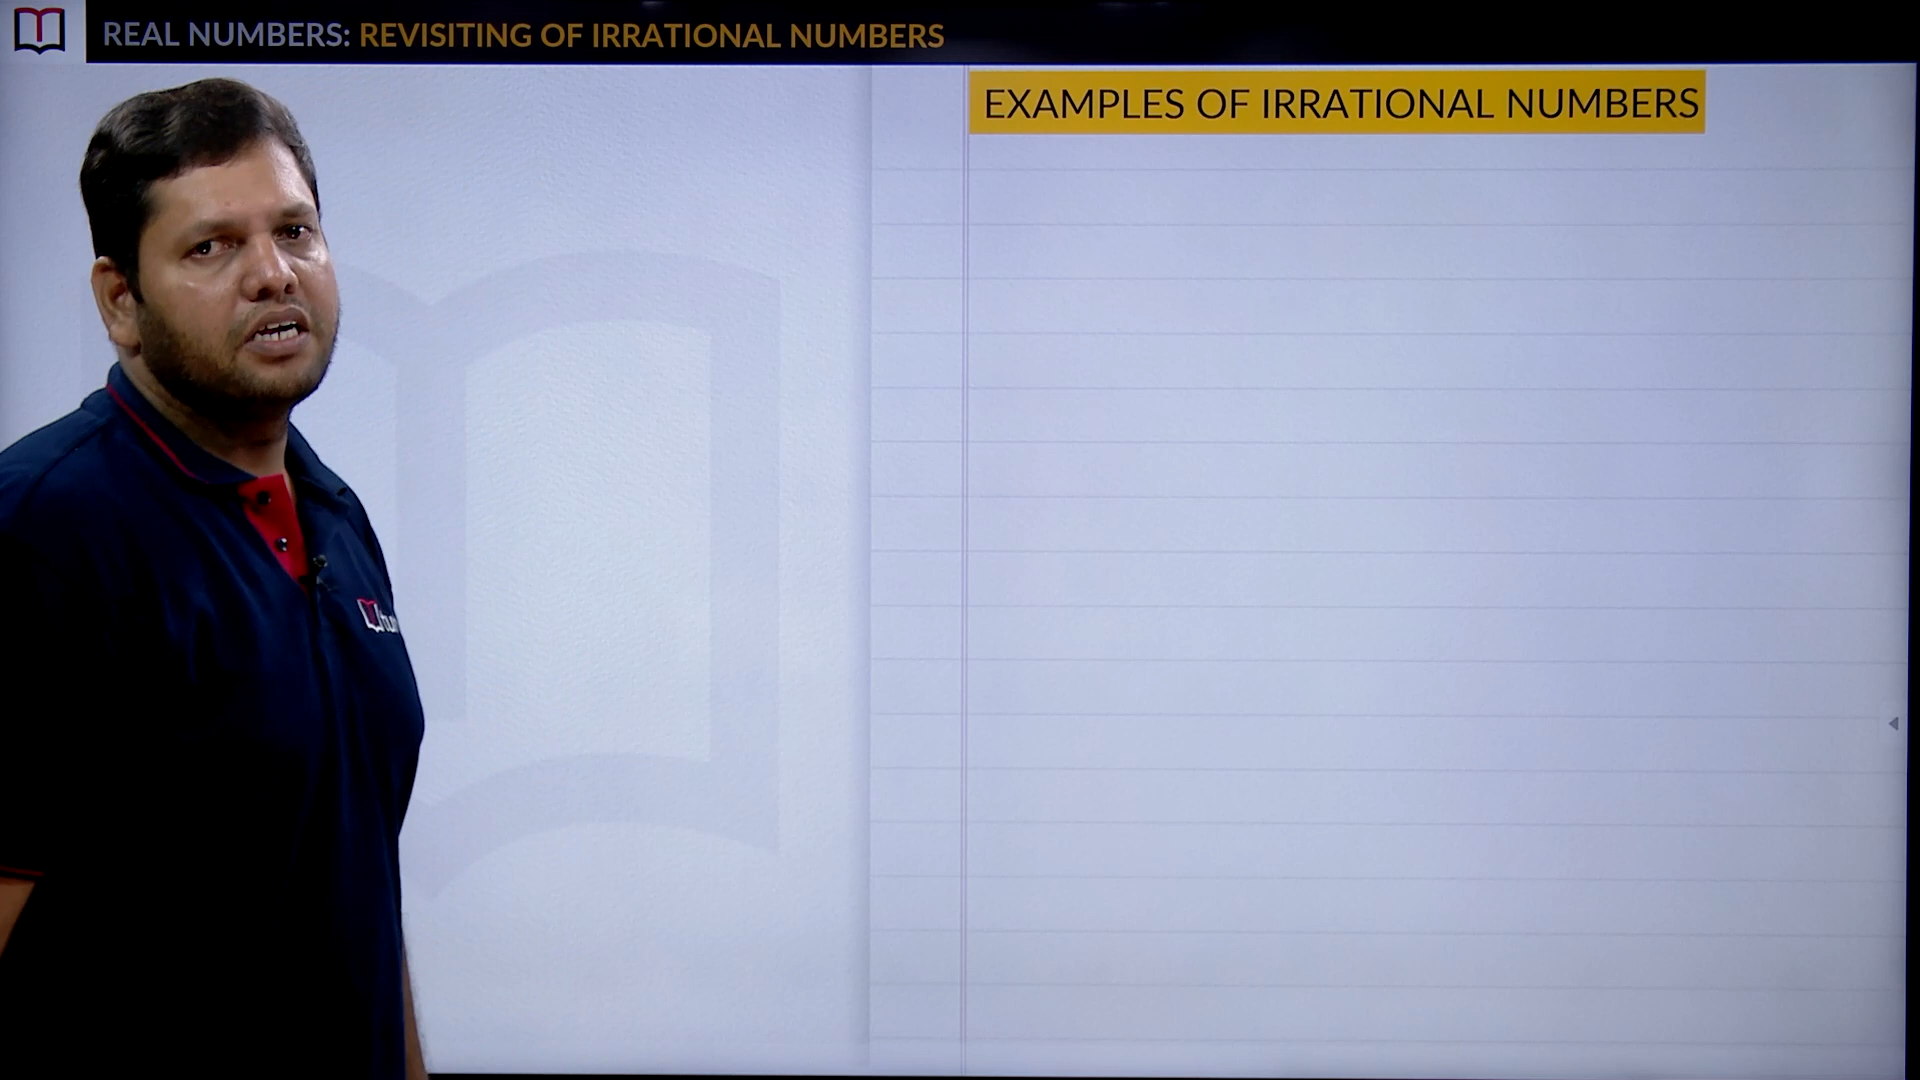 REAL NUMBERS: REVISITING OF IRRATIONAL NUMBERS
EXAMPLES OF IRRATIONAL NUMBERS